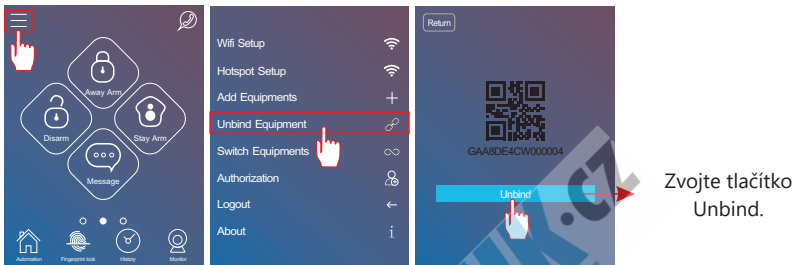 Away Arm
Disarm
Stay Arm
Message
Automation
Fingerprint lock
History
Monitor
Wifi Setup
Hotspot Setup
Add Equipments
Unbind Equipment
Switch Equipments
Authorization
Logout
About
Return
GAA8DE4CW000004
Unbind
Zvojte tlačítko
Unbind.